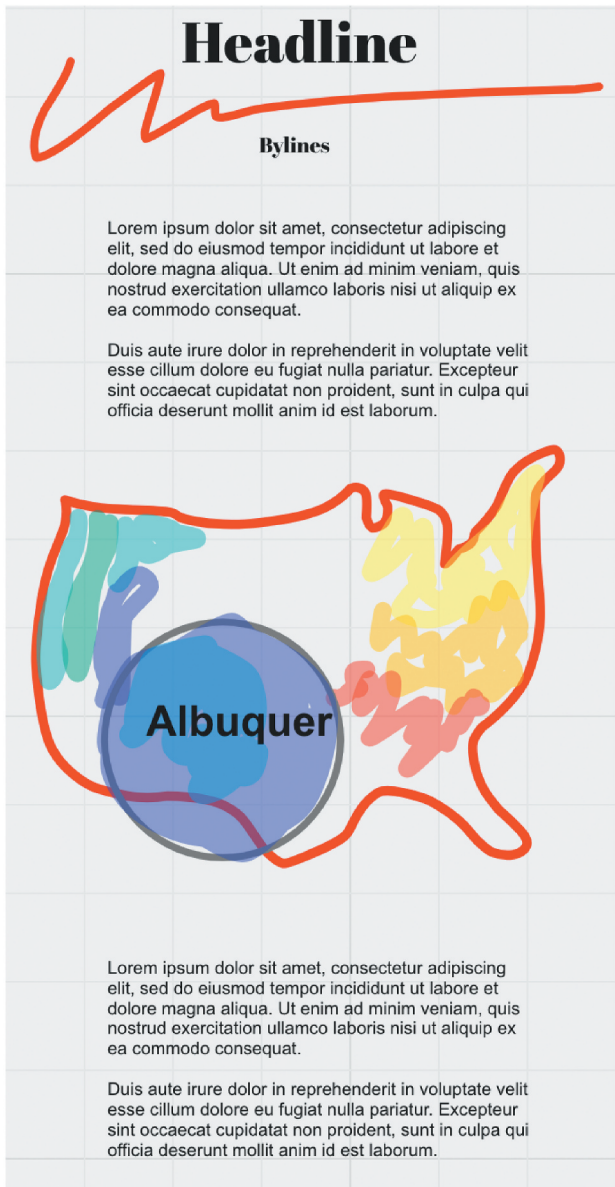 Headline
Bylines
Lorem ipsum dolor sit amet, consectetur adipiscing
elit, sed do eiusmod tempor incididunt ut labore et
dolore magna aliqua. Ut enim ad minim veniam, quis
nostrud exercitation ullamco laboris nisi ut aliquip ex
ea commodo consequat.
Duis aute irure dolor in reprehenderit in voluptate velit
esse cillum dolore eu fugiat nulla pariatur. Excepteur
sint occaecat cupidatat non proident, sunt in culpa qui
officia deserunt mollit anim id est laborum.
Albuquer
Lorem ipsum dolor sit amet, consectetur adipiscing
elit, sed do eiusmod tempor incididunt ut labore et
dolore magna aliqua. Ut enim ad minim veniam, quis
nostrud exercitation ullamco laboris nisi ut aliquip ex
ea commodo consequat.
Duis aute irure dolor in reprehenderit in voluptate velit
esse cillum dolore eu fugiat nulla pariatur. Excepteur
sint occaecat cupidatat non proident, sunt in culpa qui
officia deserunt mollit anim id est laborum.